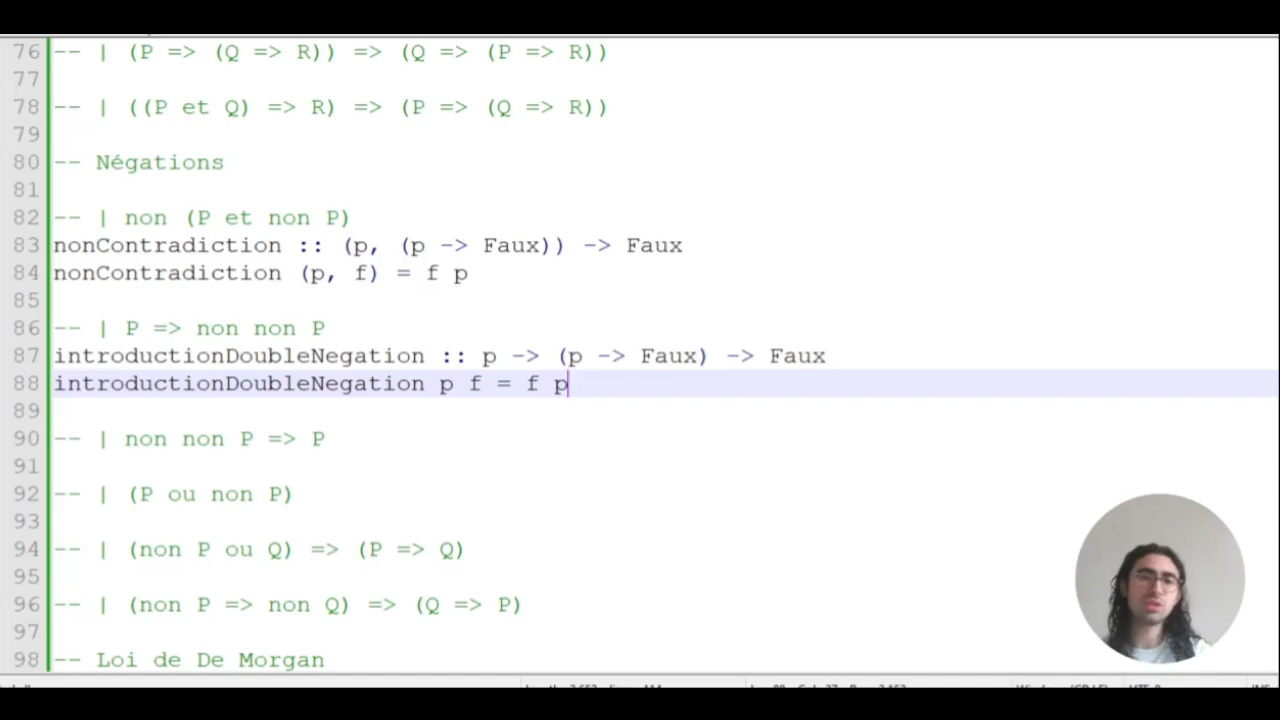 76 -- | (P => (Q => R)) => (Q => (P => R))
77
78 -- | ((P et Q) => R) => (P => (Q => R))
79
80 -- Négations
81
82 -- | non (P et non P)
83 nonContradiction :: (p, (p -> Faux)) -> Faux
84 nonContradiction (p, f) = f p
85
86 -- | P => non non P
87 introductionDoubleNegation :: p -> (p -> Faux) -> Faux
88 introductionDoubleNegation p f = f p
89
90 -- | non non P => P
91
92 -- | (P ou non P)
93
94 -- | (non P ou Q) => (P => Q)
95
96 -- | (non P => non Q) => (Q => P)
97
98 -- Loi de De Morgan